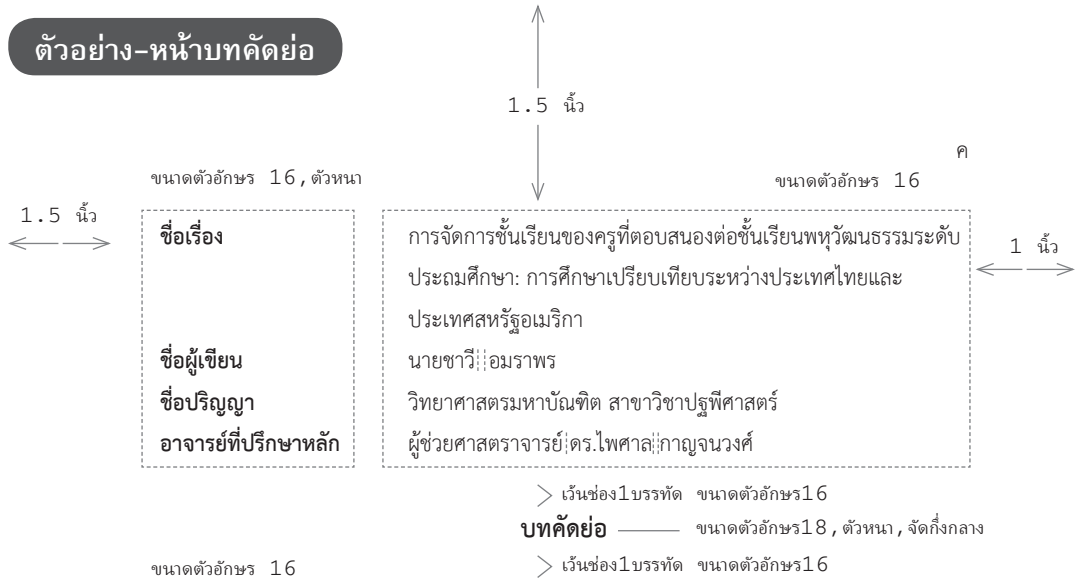 ตัวอย่าง-หน้าบทคัดย่อ
1.5 นิ้ว
ค
ขนาดตัวอักษร 16,ตัวหนา
ขนาดตัวอักษร 16
1.5 นิ้ว
1 นิ้ว
ชื่อเรื่อง การจัดการชั้นเรียนของครูที่ตอบสนองต่อชั้นเรียนพหุวัฒนธรรมระดับ
ประถมศึกษา: การศึกษาเปรียบเทียบระหว่างประเทศไทยและ
ประเทศสหรัฐอเมริกา
ชื่อผู้เขียน นายชาวี อมราพร
ชื่อปริญญา วิทยาศาสตรมหาบัณฑิต สาขาวิชาปฐพีศาสตร์
อาจารย์ที่ปรึกษาหลัก ผู้ช่วยศาสตราจารย์ ดร.ไพศาล กาญจนวงศ์
เว้นช่อง1บรรทัด ขนาดตัวอักษร16
บทคัดย่อ ขนาดตัวอักษร18,ตัวหนา,จัดกึ่งกลาง
ขนาดตัวอักษร 16 เว้นช่อง1บรรทัด ขนาดตัวอักษร16